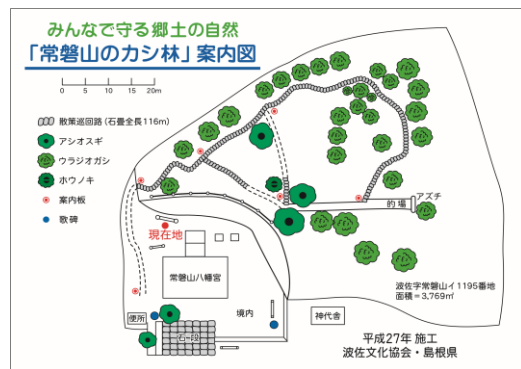 みんなで守る郷土の自然
「常磐山のカシ林」案内図
0 5 10 15 20m
散策巡回路(石畳全長116m)
アシオスギ
ウラジオガシ
ホウノキ
案内板
歌碑
現在地
アズチ
的場
常磐山八幡宮
波佐字常磐山イ1195番地
面積=3,769㎡
便所
境内
神代舎
石段
平成27年 施工
波佐文化協会・島根県